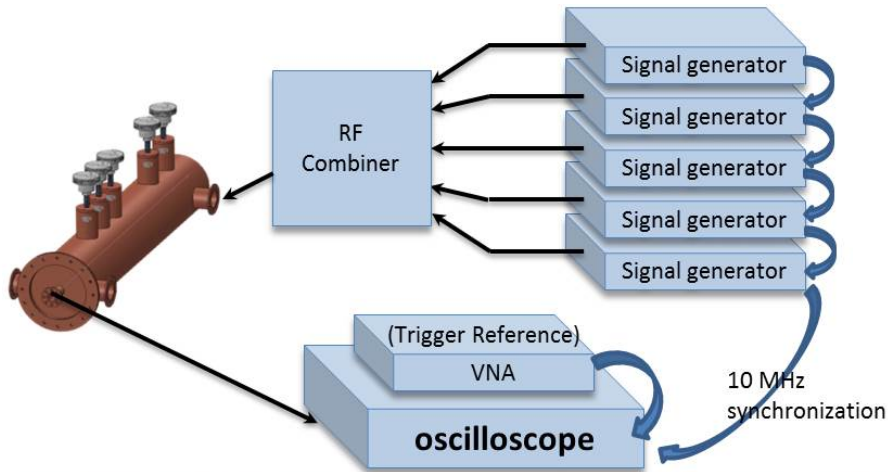 Signal generator
RF
Combiner
Signal generator
Signal generator
Signal generator
Signal generator
(Trigger Reference)
VNA
10 MHz
synchronization
oscilloscope